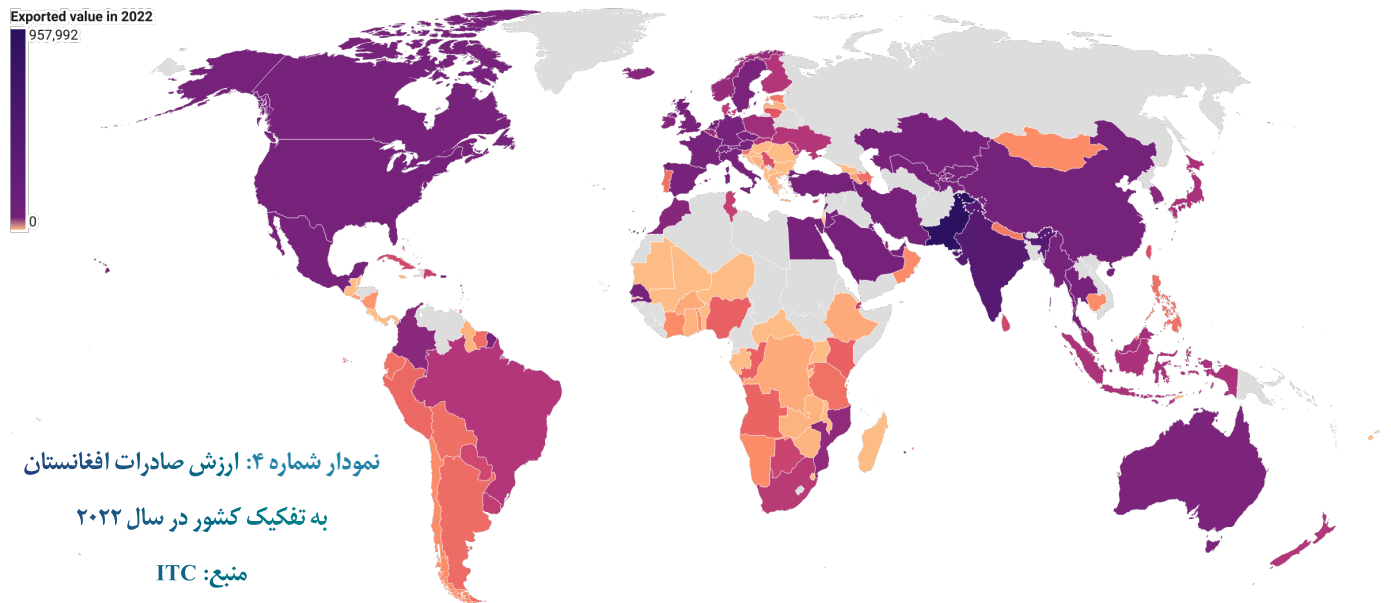 Exported value in 2022
957,992
0
نمودار شماره ۴: ارزش صادرات افغانستان
به تفکیک کشور در سال ۲۰۲۲
منبع: ITC